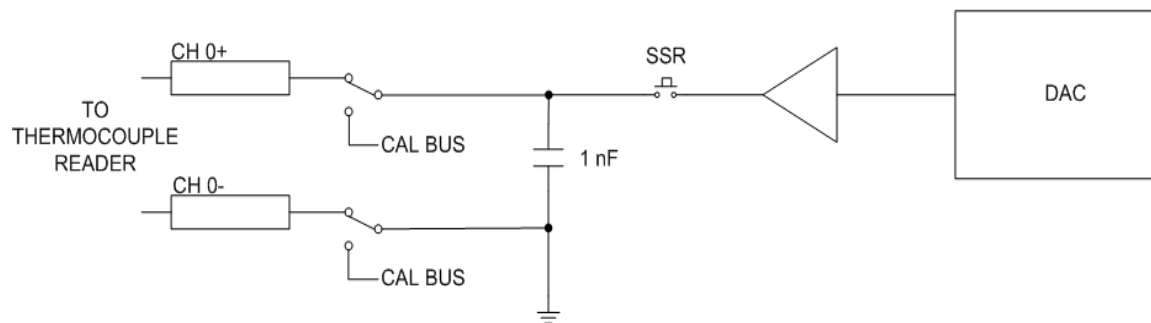 CH 0+
SSR
DAC
TO
THERMOCOUPLE
READER
CAL BUS
1 nF
CH 0-
CAL BUS